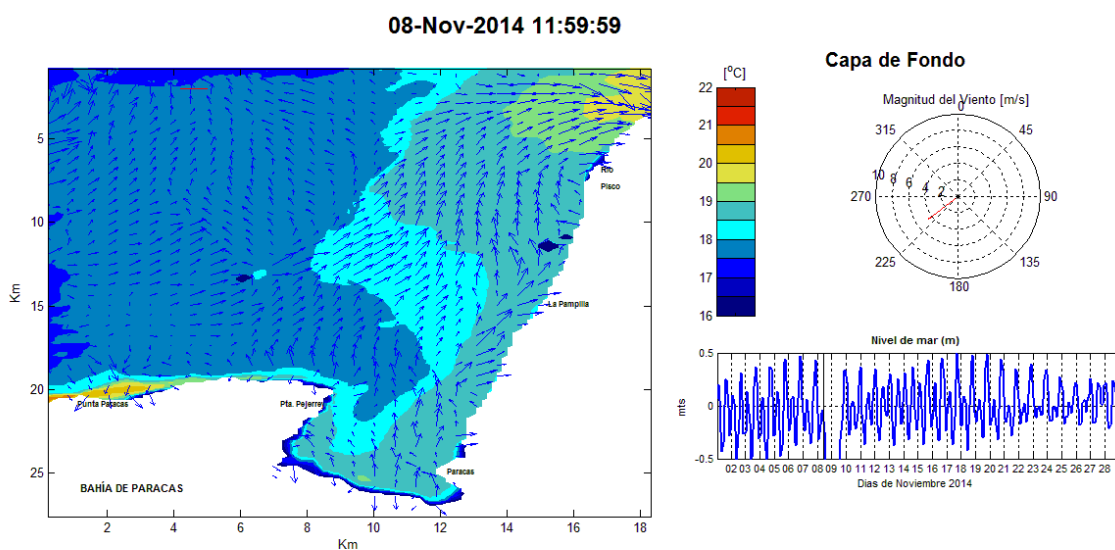 08-Nov-2014 11:59:59
Capa de Fondo
[°C]
22
21
20
19
18
17
16
Magnitud del Viento [m/s]
0
45
90
135
180
225
270
315
10 8 6 4 2
Km
5
10
15
20
25
Rio
Pisco
La Pampilla
Punta Paracas
Pta. Pejerrey
Paracas
BAHÍA DE PARACAS
2 4 6 8 10 12 14 16 18
Km
Nivel de mar (m)
mts
0.5
0
-0.5
02 03 04 05 06 07 08 09 10 11 12 13 14 15 16 17 18 19 20 21 22 23 24 25 26 27 28
Dias de Noviembre 2014